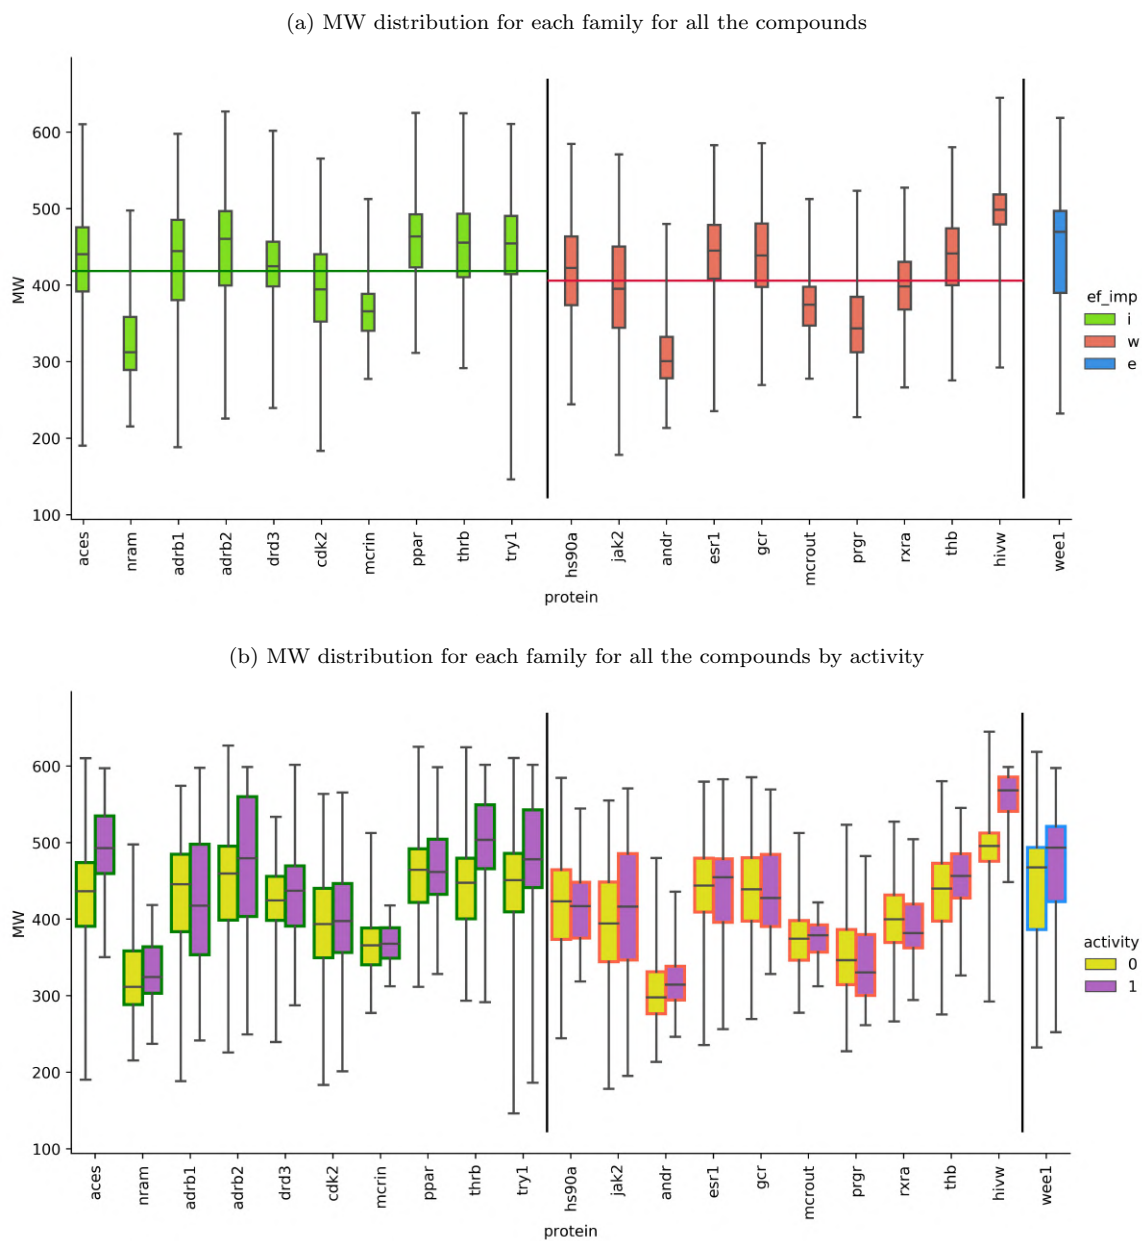 (a) MW distribution for each family for all the compounds
600
500
400
300
200
100
MW
aces
nram
adrb1
adrb2
drd3
cdk2
mcrin
ppar
thrb
try1
hs90a
jak2
andr
esr1
gcr
mcrout
prgr
rxra
thb
hivw
wee1
protein
ef_imp
i
w
e
(b) MW distribution for each family for all the compounds by activity
600
500
400
300
200
100
MW
aces
nram
adrb1
adrb2
drd3
cdk2
mcrin
ppar
thrb
try1
hs90a
jak2
andr
esr1
gcr
mcrout
prgr
rxra
thb
hivw
wee1
protein
activity
0
1